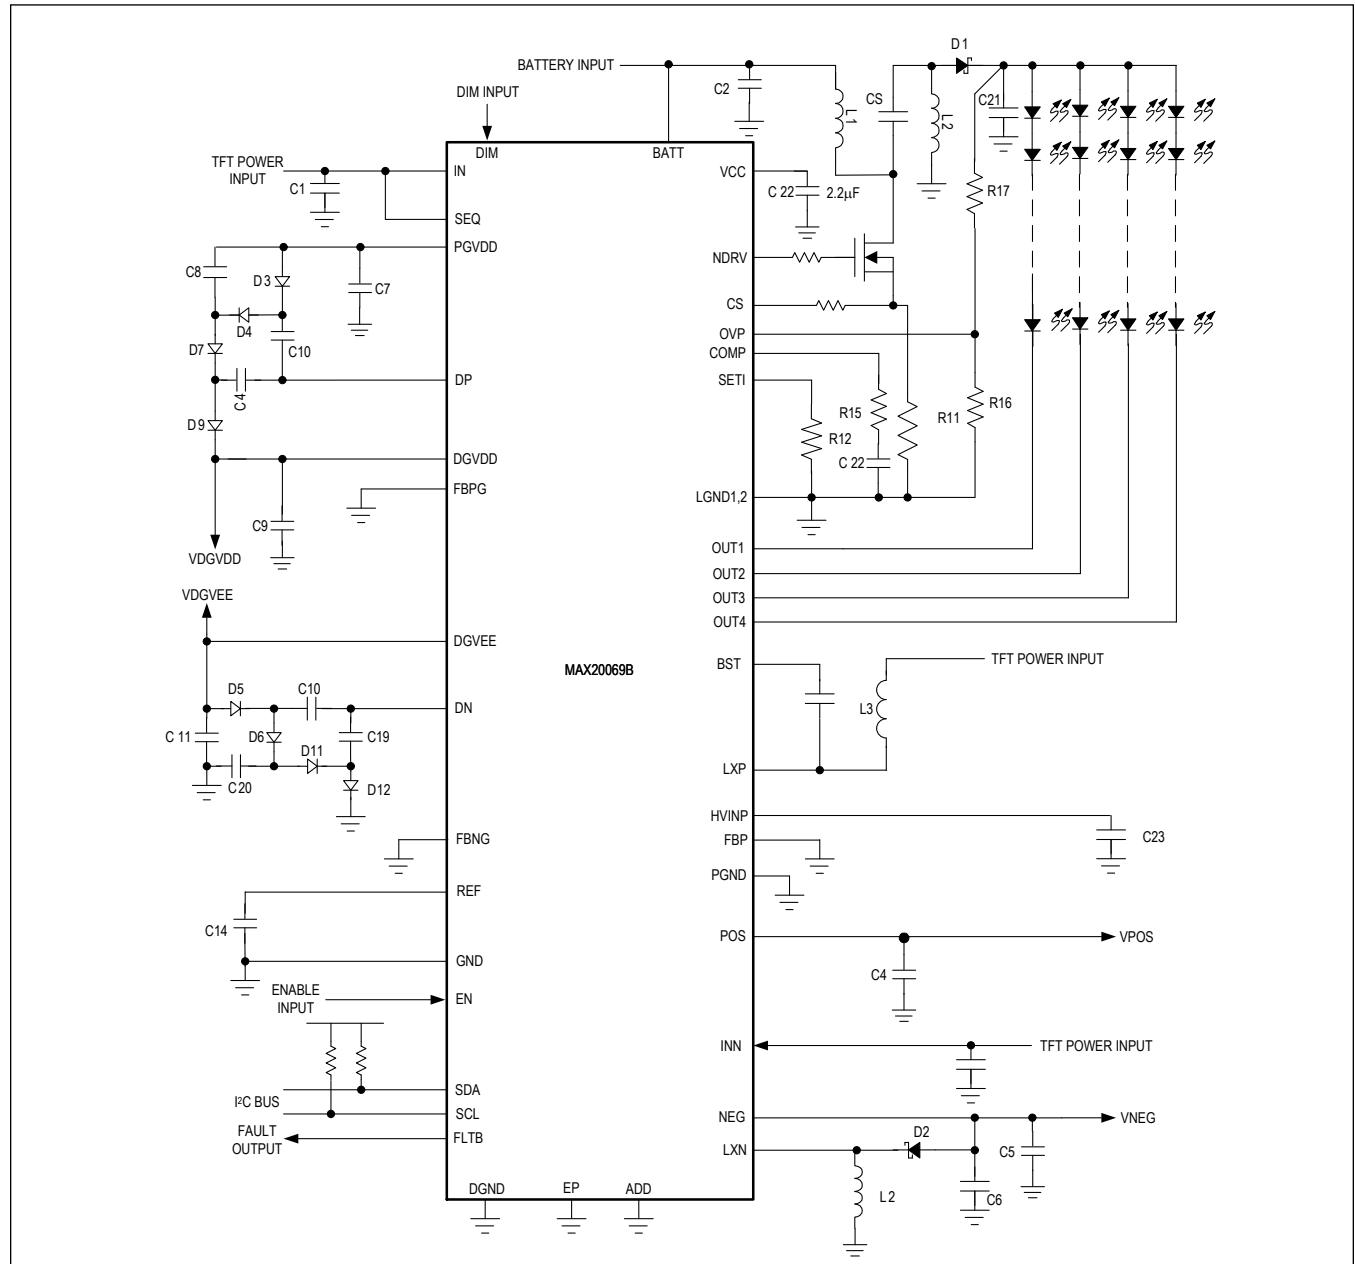 D1
BATTERY INPUT
C2
DIM INPUT
CS
C21
L1
L2
DIM
BATT
TFT POWER
INPUT
IN
C1
VCC
C 22
2.2µF
R17
SEQ
PGVDD
C8
D3
C7
NDRV
D4
C10
CS
OVP
D7
COMP
C4
DP
SETI
D9
R15
R12
R11
R16
C 22
DGVDD
FBPG
LGND1,2
C9
VDGVDD
OUT1
OUT2
VDGVEE
OUT3
OUT4
DGVEE
MAX20069B
BST
TFT POWER INPUT
D5
C10
DN
L3
C 11
D6
D11
C19
C20
D12
LXP
HVINP
FBNG
FBP
C23
PGND
REF
C14
POS
VPOS
GND
C4
ENABLE
INPUT
EN
INN
TFT POWER INPUT
I²C BUS
SDA
SCL
NEG
VNEG
FAULT
OUTPUT
FLTB
LXN
D2
C5
DGND
EP
ADD
L2
C6